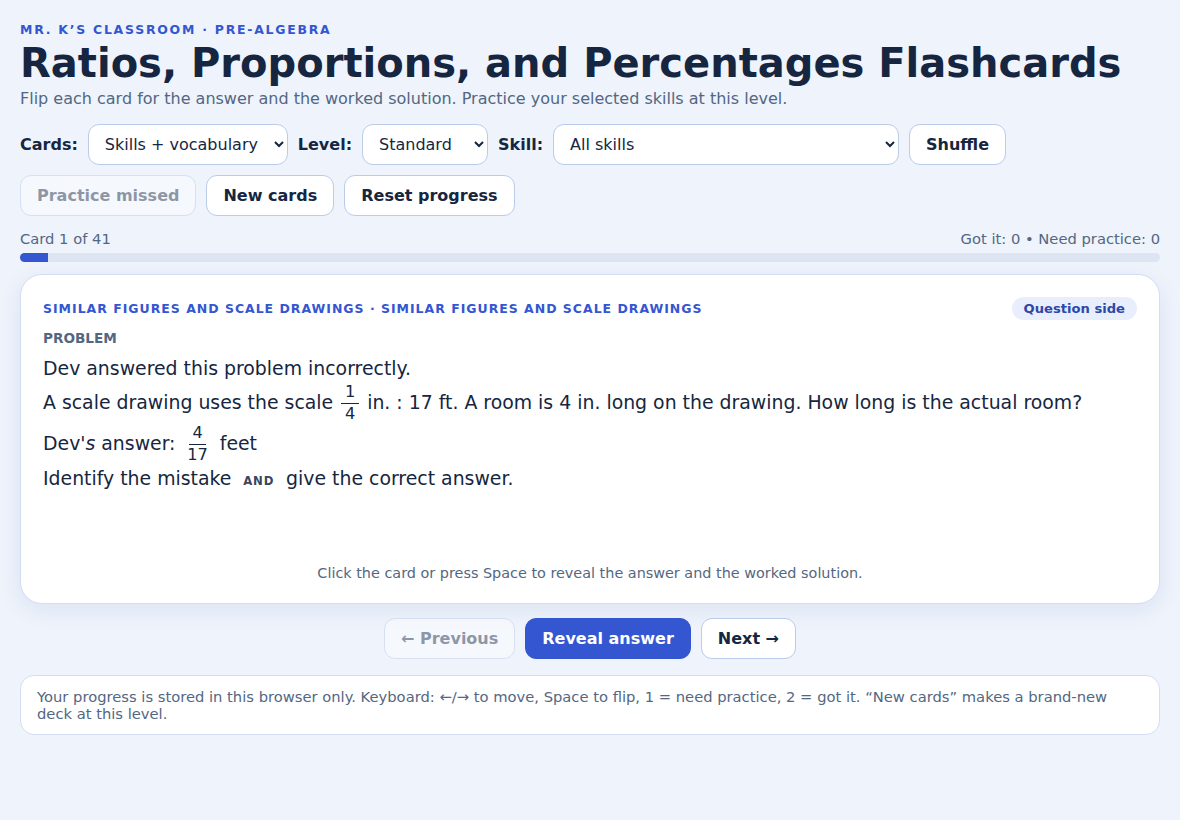 MR. K’S CLASSROOM · PRE-ALGEBRA
Ratios, Proportions, and Percentages Flashcards
Flip each card for the answer and the worked solution. Practice your selected skills at this level.
Cards: Skills + vocabulary Level: Standard Skill: All skills Shuffle
Practice missed New cards Reset progress
Card 1 of 41 Got it: 0 • Need practice: 0
SIMILAR FIGURES AND SCALE DRAWINGS · SIMILAR FIGURES AND SCALE DRAWINGS Question side
PROBLEM
Dev answered this problem incorrectly.
A scale drawing uses the scale 1/4 in. : 17 ft. A room is 4 in. long on the drawing. How long is the actual room?
Dev's answer: 4/17 feet
Identify the mistake AND give the correct answer.
Click the card or press Space to reveal the answer and the worked solution.
← Previous Reveal answer Next →
Your progress is stored in this browser only. Keyboard: ←/→ to move, Space to flip, 1 = need practice, 2 = got it. “New cards” makes a brand-new
deck at this level.